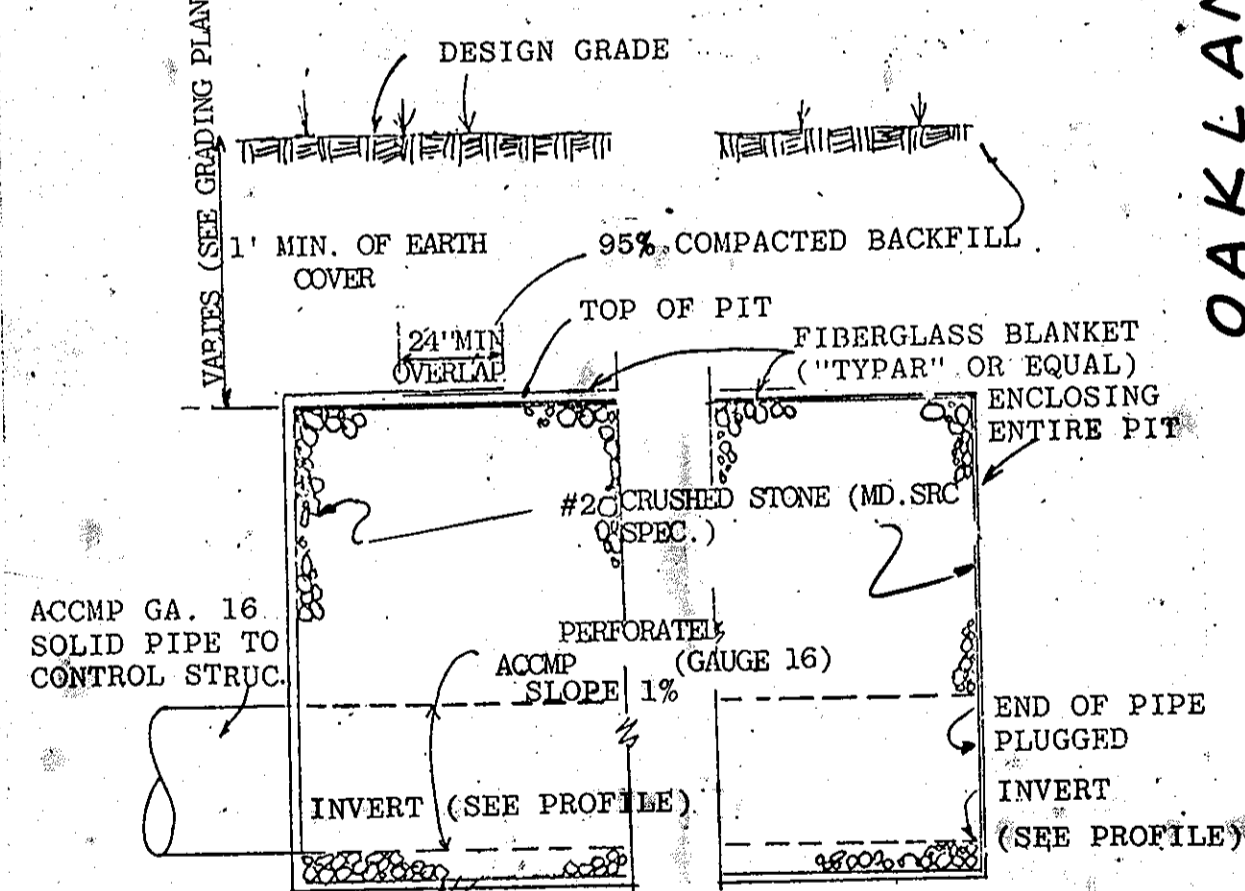 DESIGN GRADE
VARIES (SEE GRADING PLAN
OAKLAN
1' MIN. OF EARTH
COVER
95% COMPACTED BACKFILL
24" MIN
OVERLAP
TOP OF PIT
FIBERGLASS BLANKET
("TYPAR" OR EQUAL)
ENCLOSING
ENTIRE PIT
#2 CRUSHED STONE (MD.SRC
SPEC.)
ACCMP GA. 16
SOLID PIPE TO
CONTROL STRUC.
PERFORATED
ACCMP (GAUGE 16)
SLOPE 1%
END OF PIPE
PLUGGED
INVERT (SEE PROFILE)
INVERT
(SEE PROFILE)